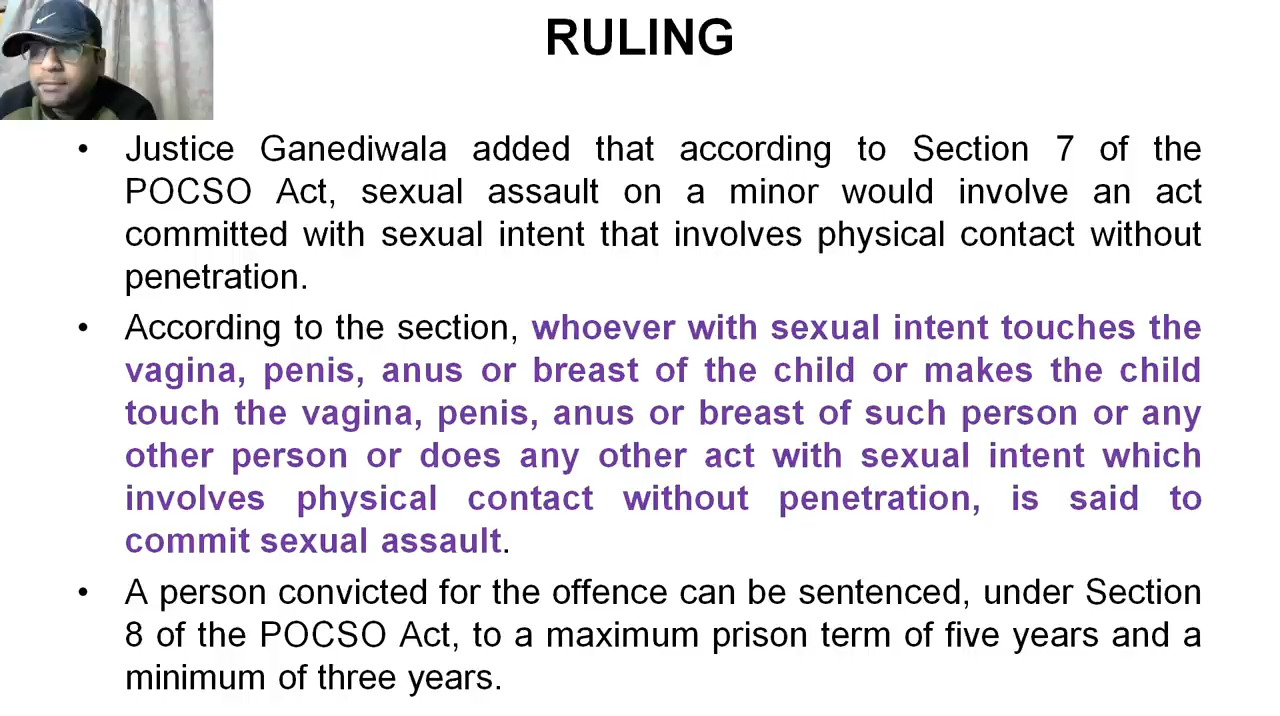 RULING
• Justice Ganediwala added that according to Section 7 of the
POCSO Act, sexual assault on a minor would involve an act
committed with sexual intent that involves physical contact without
penetration.
• According to the section, whoever with sexual intent touches the
vagina, penis, anus or breast of the child or makes the child
touch the vagina, penis, anus or breast of such person or any
other person or does any other act with sexual intent which
involves physical contact without penetration, is said to
commit sexual assault.
• A person convicted for the offence can be sentenced, under Section
8 of the POCSO Act, to a maximum prison term of five years and a
minimum of three years.